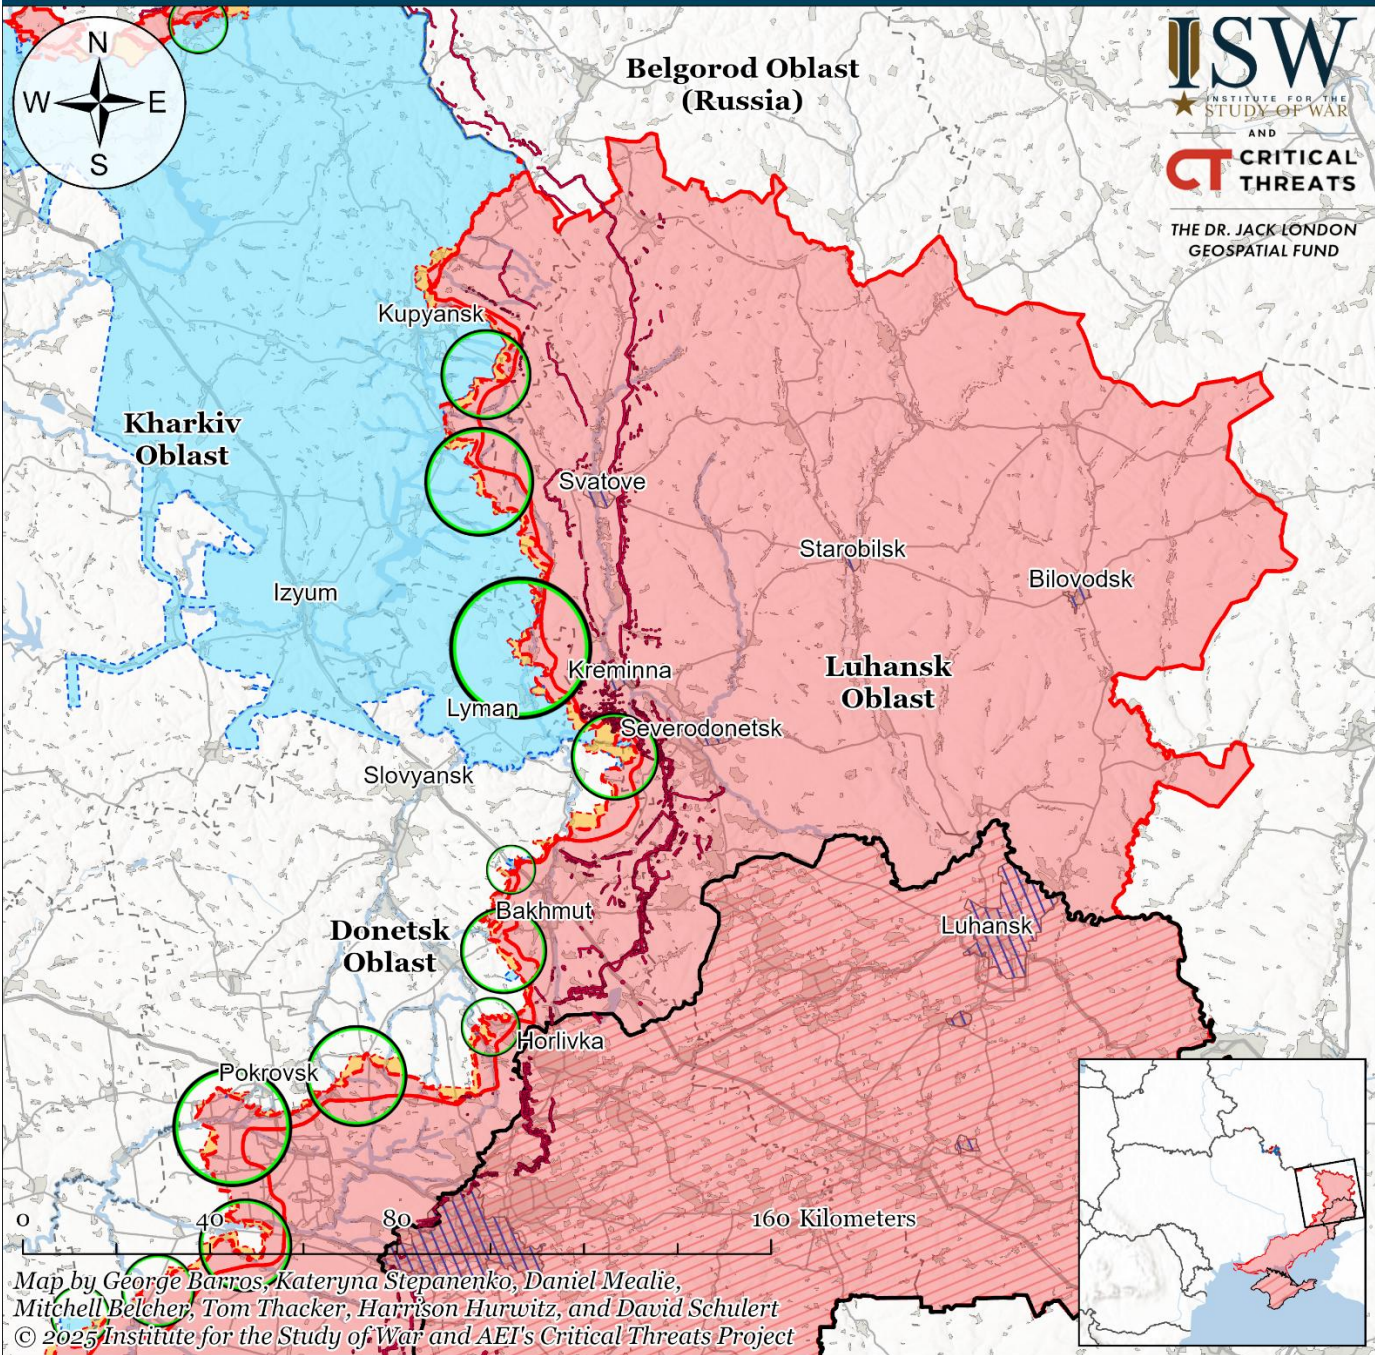 N
W
E
S
Belgorod Oblast
(Russia)
ISW
INSTITUTE FOR THE
STUDY OF WAR
AND
CT CRITICAL
THREATS
THE DR. JACK LONDON
GEOSPATIAL FUND
Kupyansk
Kharkiv
Oblast
Svatove
Starobilsk
Bilovodsk
Izyum
Kreminna
Luhansk
Oblast
Lyman
Severodonetsk
Slovyansk
Bakhmut
Luhansk
Donetsk
Oblast
Horlivka
Pokrovsk
0
40
80
160 Kilometers
Map by George Barros, Kateryna Stepanenko, Daniel Mealie,
Mitchell Belcher, Tom Thacker, Harrison Hurwitz, and David Schulert
© 2025 Institute for the Study of War and AEI's Critical Threats Project